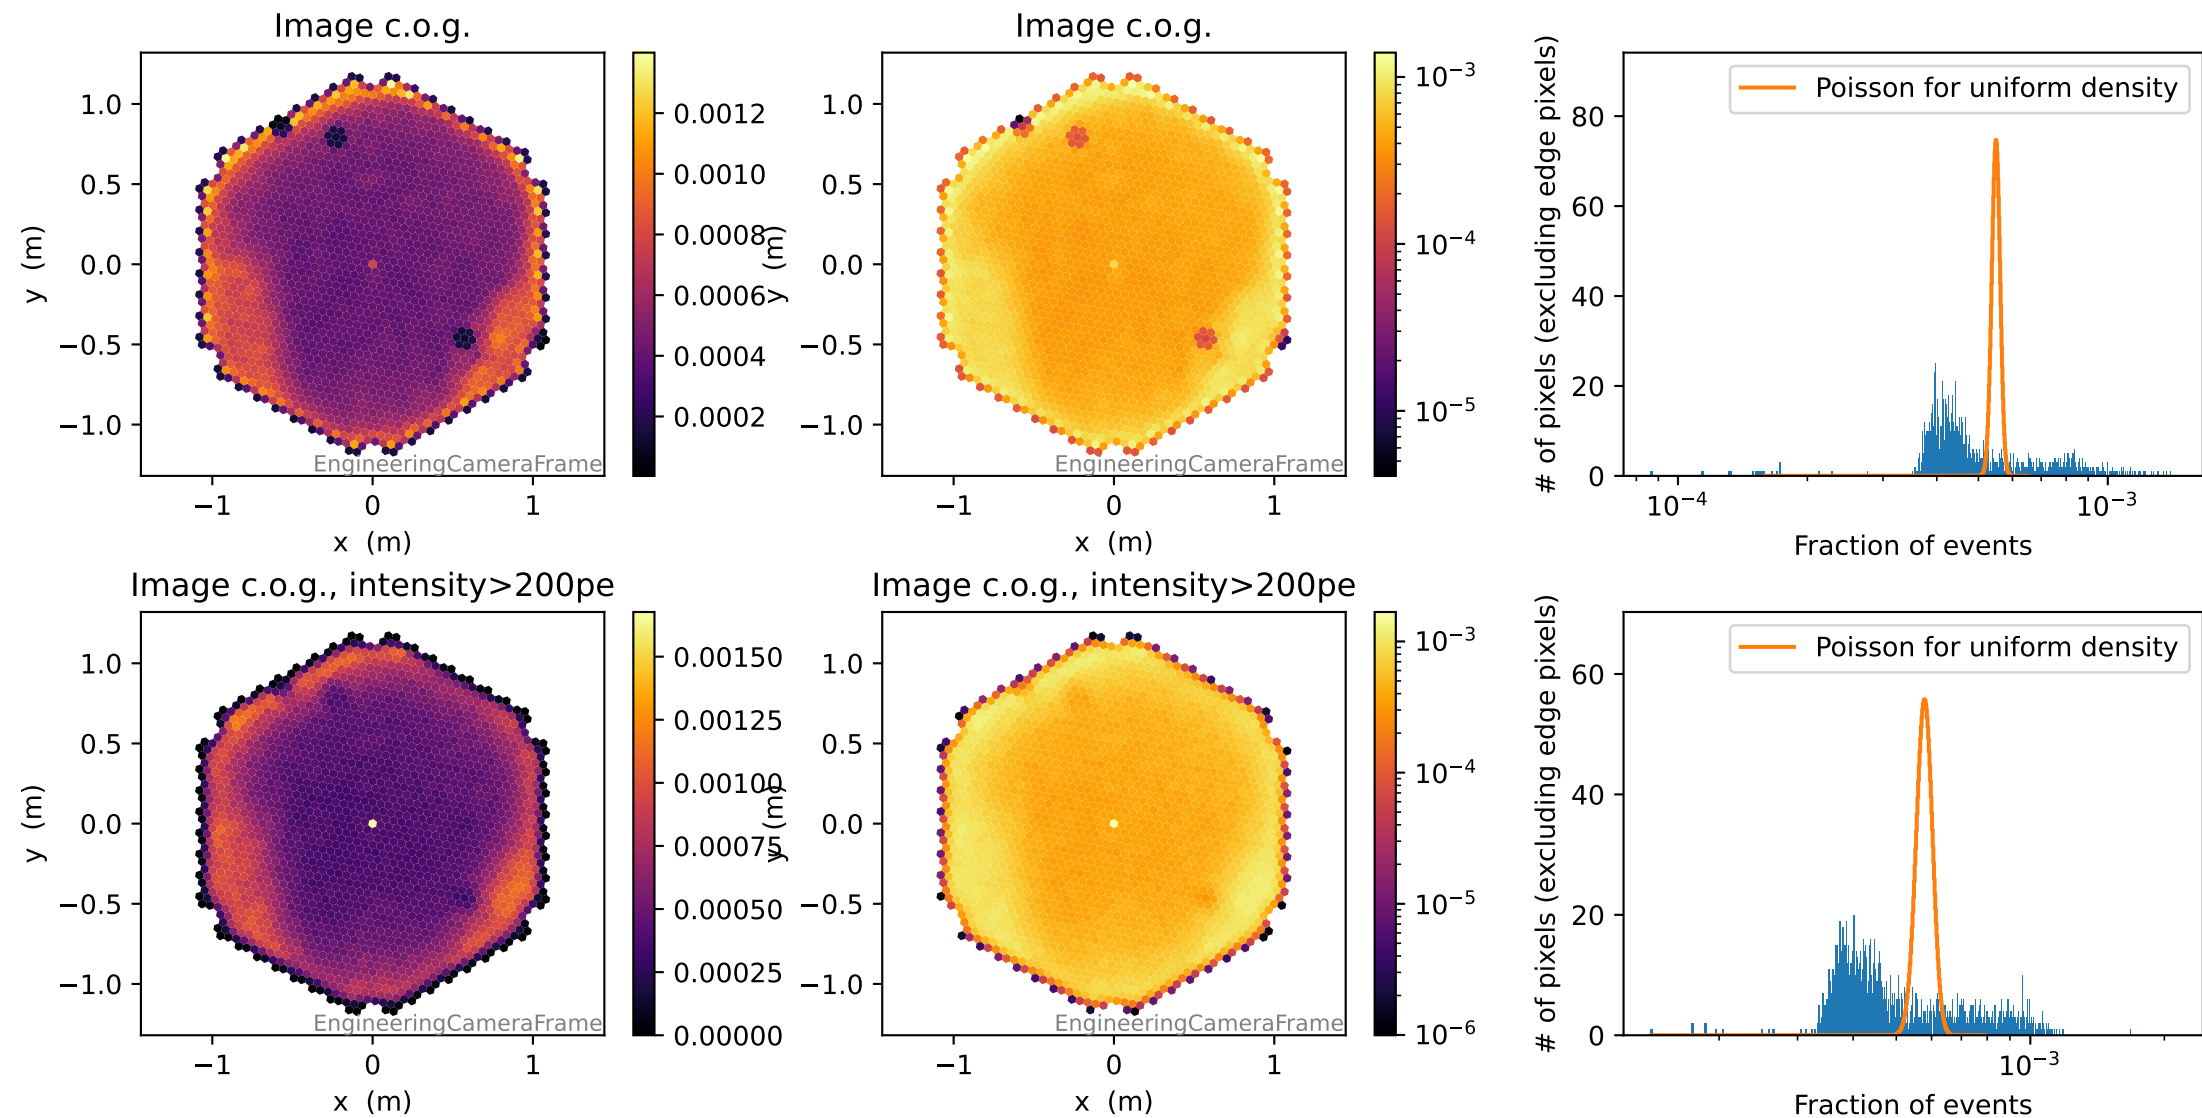 Image c.o.g.
y (m)
1.0
0.5
0.0
−0.5
−1.0
−1
0
1
x (m)
EngineeringCameraFrame
0.0012
0.0010
0.0008
0.0006
0.0004
0.0002
Image c.o.g.
y (m)
1.0
0.5
0.0
−0.5
−1.0
−1
0
1
x (m)
EngineeringCameraFrame
10−3
10−4
10−5
# of pixels (excluding edge pixels)
80
60
40
20
0
Poisson for uniform density
10−4
10−3
Fraction of events
Image c.o.g., intensity>200pe
y (m)
1.0
0.5
0.0
−0.5
−1.0
−1
0
1
x (m)
EngineeringCameraFrame
0.00150
0.00125
0.00100
0.00075
0.00050
0.00025
0.00000
Image c.o.g., intensity>200pe
y (m)
1.0
0.5
0.0
−0.5
−1.0
−1
0
1
x (m)
EngineeringCameraFrame
10−3
10−4
10−5
10−6
# of pixels (excluding edge pixels)
60
40
20
0
Poisson for uniform density
10−3
Fraction of events